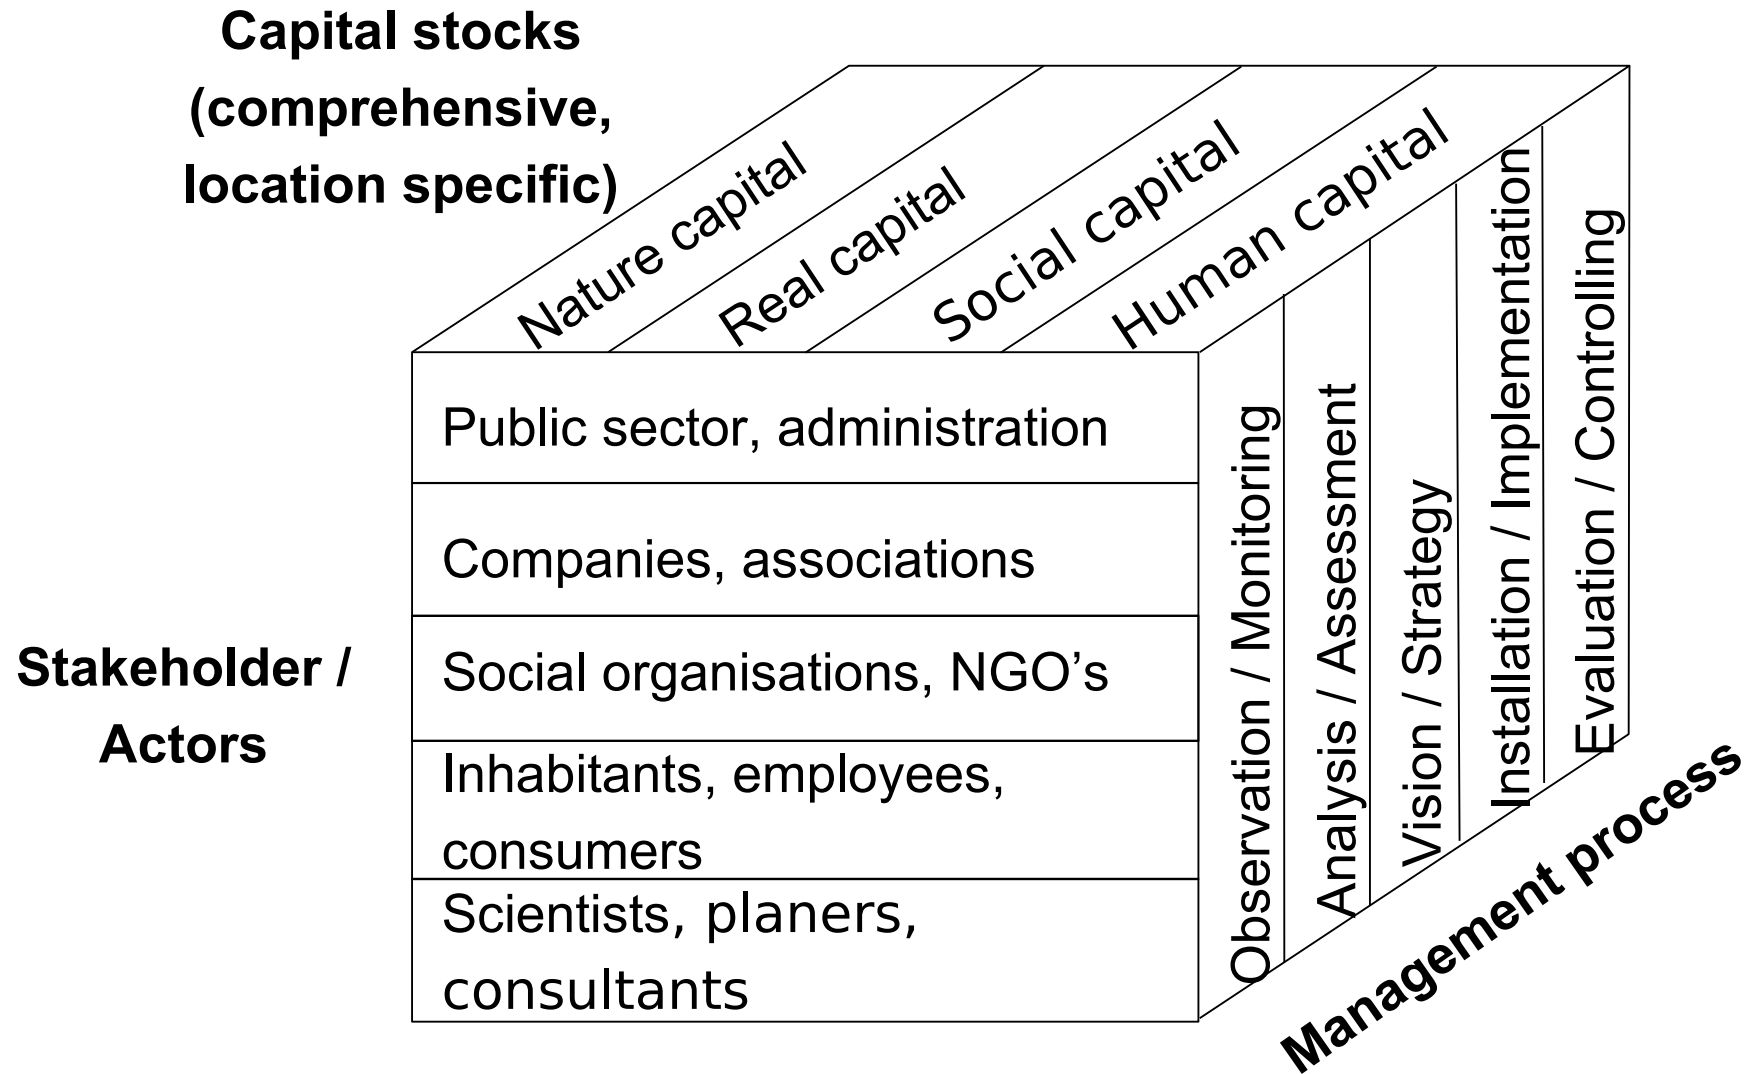 Capital stocks
(comprehensive,
location specific)
Nature capital
Real capital
Social capital
Human capital
Stakeholder /
Actors
Public sector, administration
Companies, associations
Social organisations, NGO’s
Inhabitants, employees,
consumers
Scientists, planers,
consultants
Observation / Monitoring
Analysis / Assessment
Vision / Strategy
Installation / Implementation
Evaluation / Controlling
Management process